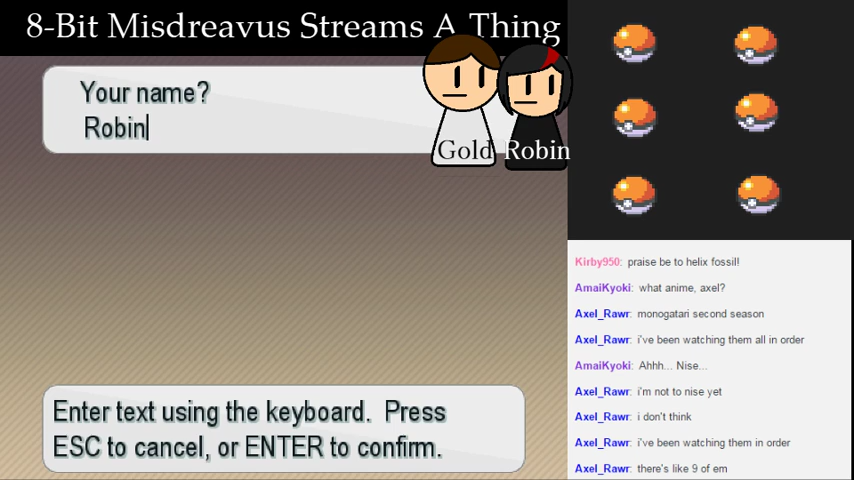 8-Bit Misdreavus Streams A Thing
Your name?
Robin
Gold Robin
Enter text using the keyboard. Press
ESC to cancel, or ENTER to confirm.
Kirby950: praise be to helix fossil!
AmaiKyoki: what anime, axel?
Axel_Rawr: monogatari second season
Axel_Rawr: i've been watching them all in order
AmaiKyoki: Ahhh... Nise...
Axel_Rawr: i'm not to nise yet
Axel_Rawr: i don't think
Axel_Rawr: i've been watching them in order
Axel_Rawr: there's like 9 of em